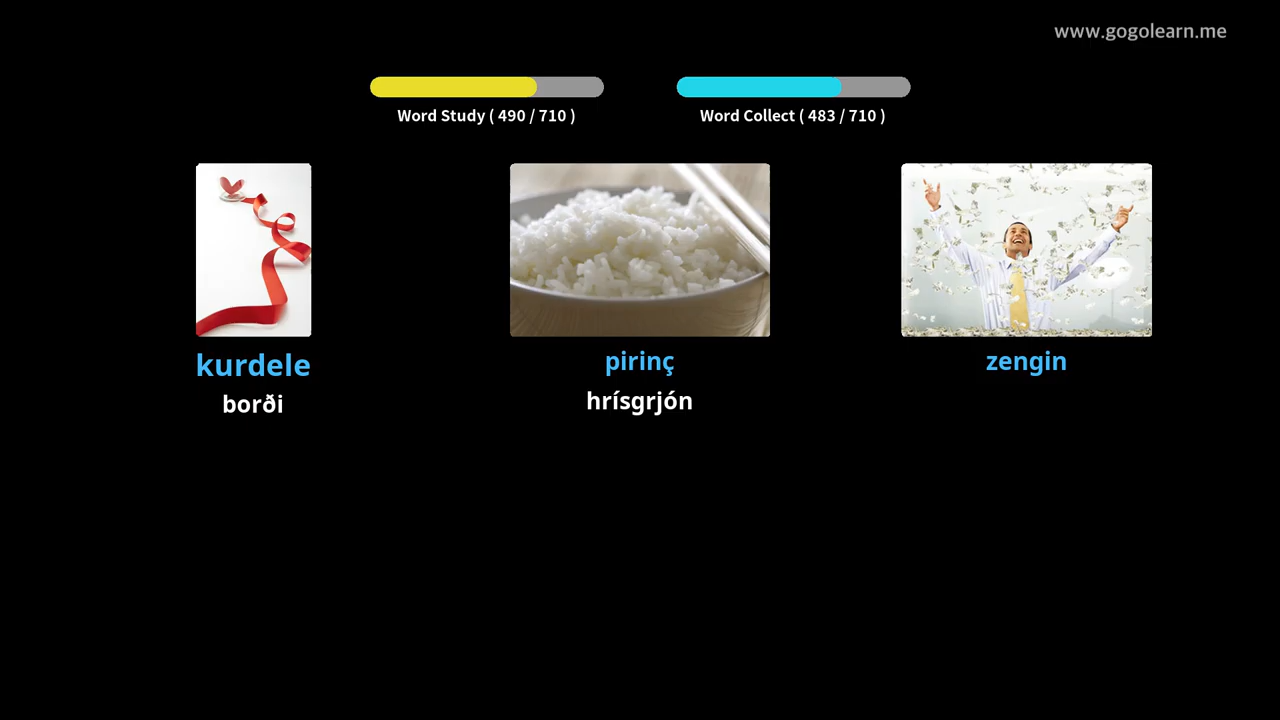 www.gogolearn.me
Word Study ( 490 / 710 )
Word Collect ( 483 / 710 )
kurdele
borði
pirinç
hrísgrjón
zengin